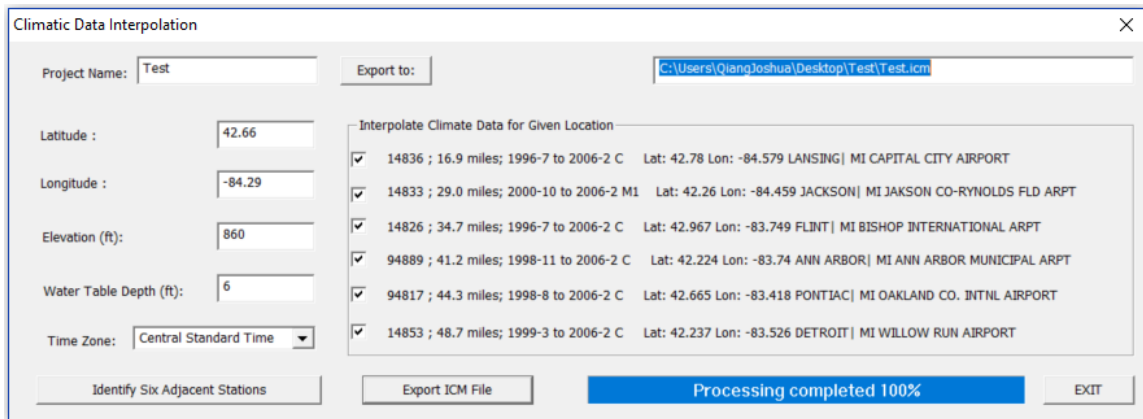 Climatic Data Interpolation
Project Name: Test Export to: C:\Users\QiangJoshua\Desktop\Test\Test.icm
Latitude : 42.66
Longitude : -84.29
Elevation (ft): 860
Water Table Depth (ft): 6
Time Zone: Central Standard Time
Interpolate Climate Data for Given Location
14836 ; 16.9 miles; 1996-7 to 2006-2 C Lat: 42.78 Lon: -84.579 LANSING| MI CAPITAL CITY AIRPORT
14833 ; 29.0 miles; 2000-10 to 2006-2 M1 Lat: 42.26 Lon: -84.459 JACKSON| MI JAKSON CO-RYNOLDS FLD ARPT
14826 ; 34.7 miles; 1996-7 to 2006-2 C Lat: 42.967 Lon: -83.749 FLINT| MI BISHOP INTERNATIONAL ARPT
94889 ; 41.2 miles; 1998-11 to 2006-2 C Lat: 42.224 Lon: -83.74 ANN ARBOR| MI ANN ARBOR MUNICIPAL ARPT
94817 ; 44.3 miles; 1998-8 to 2006-2 C Lat: 42.665 Lon: -83.418 PONTIAC| MI OAKLAND CO. INTNL AIRPORT
14853 ; 48.7 miles; 1999-3 to 2006-2 C Lat: 42.237 Lon: -83.526 DETROIT| MI WILLOW RUN AIRPORT
Identify Six Adjacent Stations Export ICM File Processing completed 100% EXIT